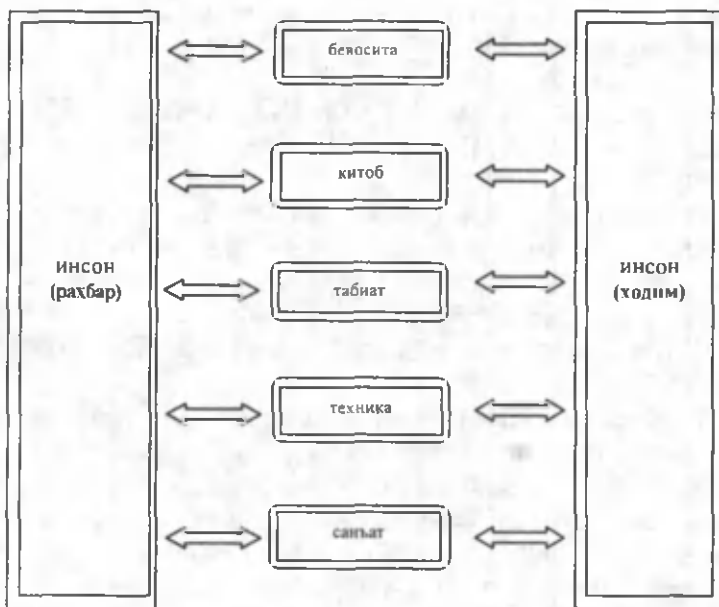 бевосита
китоб
ИНСОН
(раҳбар)
табиат
ИНСОН
(ходим)
техника
санъат